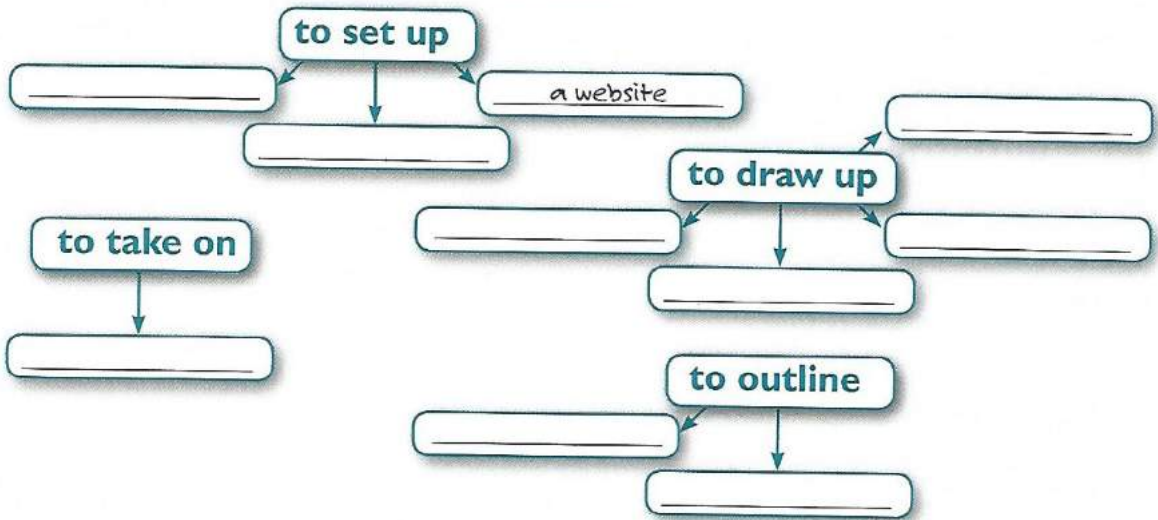 to set up
a website
to draw up
to take on
to outline